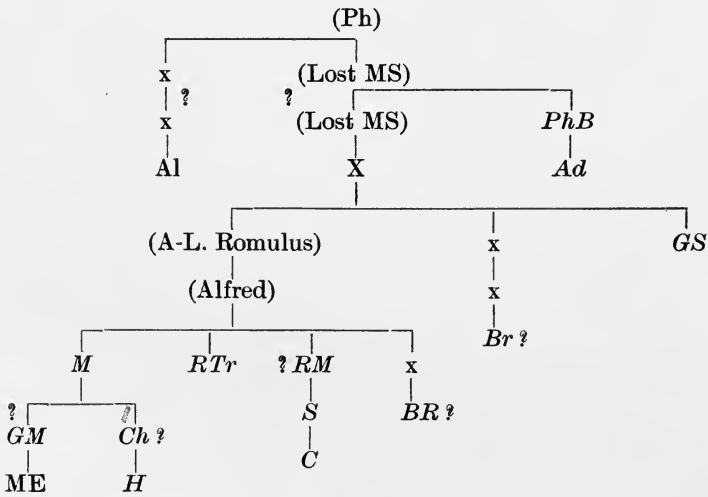 (Ph)
x (Lost MS)
? ?
x (Lost MS) PhB
Al X Ad
(A-L. Romulus) x GS
(Alfred) x
Br ?
M RTr ? RM x
? S BR ?
GM Ch ?
C
ME H